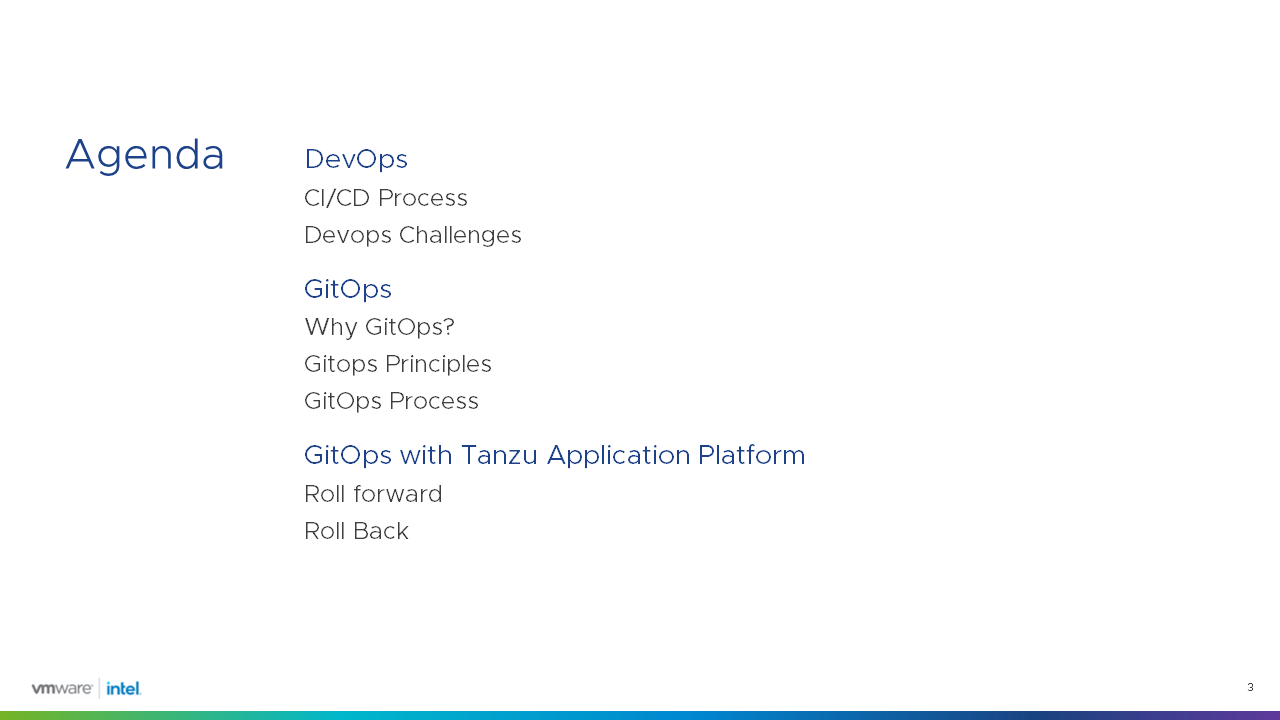 Agenda
DevOps
CI/CD Process
Devops Challenges
GitOps
Why GitOps?
Gitops Principles
GitOps Process
GitOps with Tanzu Application Platform
Roll forward
Roll Back
vmware intel.
3